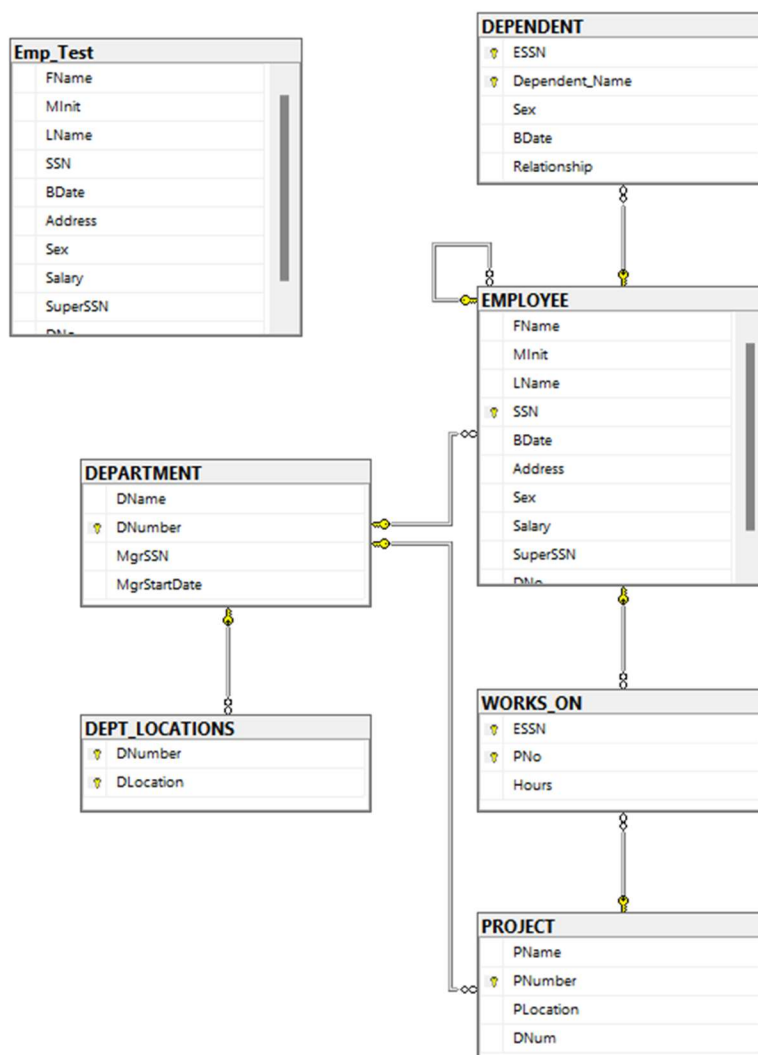 Emp_Test
FName
MInit
LName
SSN
BDate
Address
Sex
Salary
SuperSSN
DNo
DEPENDENT
ESSN
Dependent_Name
Sex
BDate
Relationship
EMPLOYEE
FName
MInit
LName
SSN
BDate
Address
Sex
Salary
SuperSSN
DNo
DEPARTMENT
DName
DNumber
MgrSSN
MgrStartDate
DEPT_LOCATIONS
DNumber
DLocation
WORKS_ON
ESSN
PNo
Hours
PROJECT
PName
PNumber
PLocation
DNum